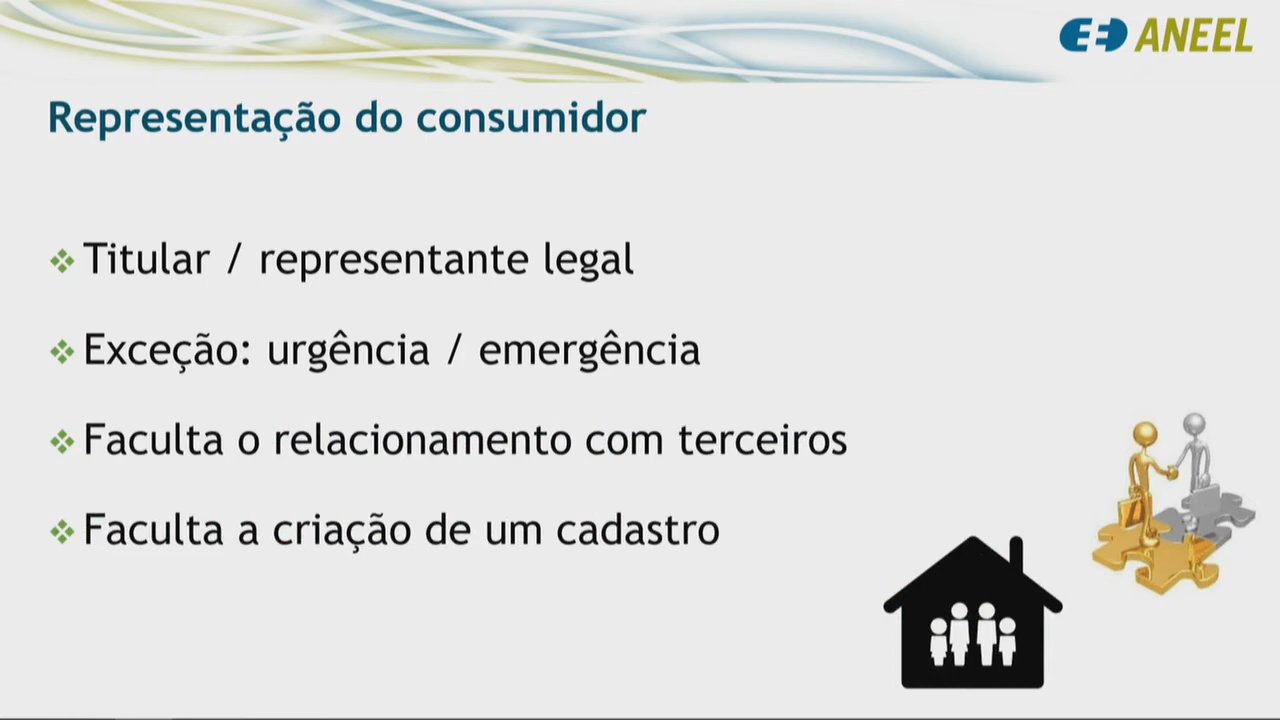 ANEEL
Representação do consumidor
Titular / representante legal
Exceção: urgência / emergência
Faculta o relacionamento com terceiros
Faculta a criação de um cadastro